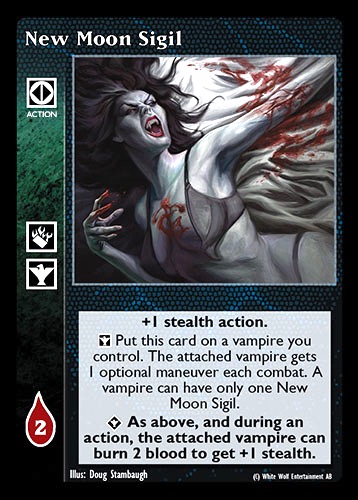 New Moon Sigil
ACTION
+1 stealth action.
Put this card on a vampire you
control. The attached vampire gets
1 optional maneuver each combat. A
vampire can have only one New
Moon Sigil.
As above, and during an
action, the attached vampire can
burn 2 blood to get +1 stealth.
2
Illus: Doug Stambaugh
(C) White Wolf Entertainment AB